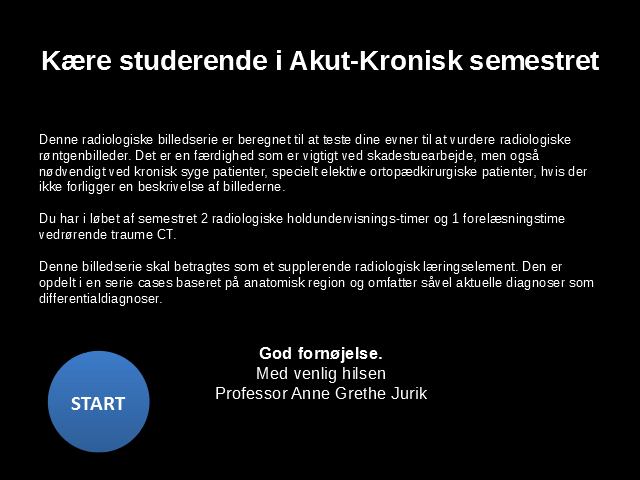 Kære studerende i Akut-Kronisk semestret
Denne radiologiske billedserie er beregnet til at teste dine evner til at vurdere radiologiske
røntgenbilleder. Det er en færdighed som er vigtigt ved skadestuearbejde, men også
nødvendigt ved kronisk syge patienter, specielt elektive ortopædkirurgiske patienter, hvis der
ikke forligger en beskrivelse af billederne.
Du har i løbet af semestret 2 radiologiske holdundervisnings-timer og 1 forelæsningstime
vedrørende traume CT.
Denne billedserie skal betragtes som et supplerende radiologisk læringselement. Den er
opdelt i en serie cases baseret på anatomisk region og omfatter såvel aktuelle diagnoser som
differentialdiagnoser.
God fornøjelse.
Med venlig hilsen
Professor Anne Grethe Jurik
START